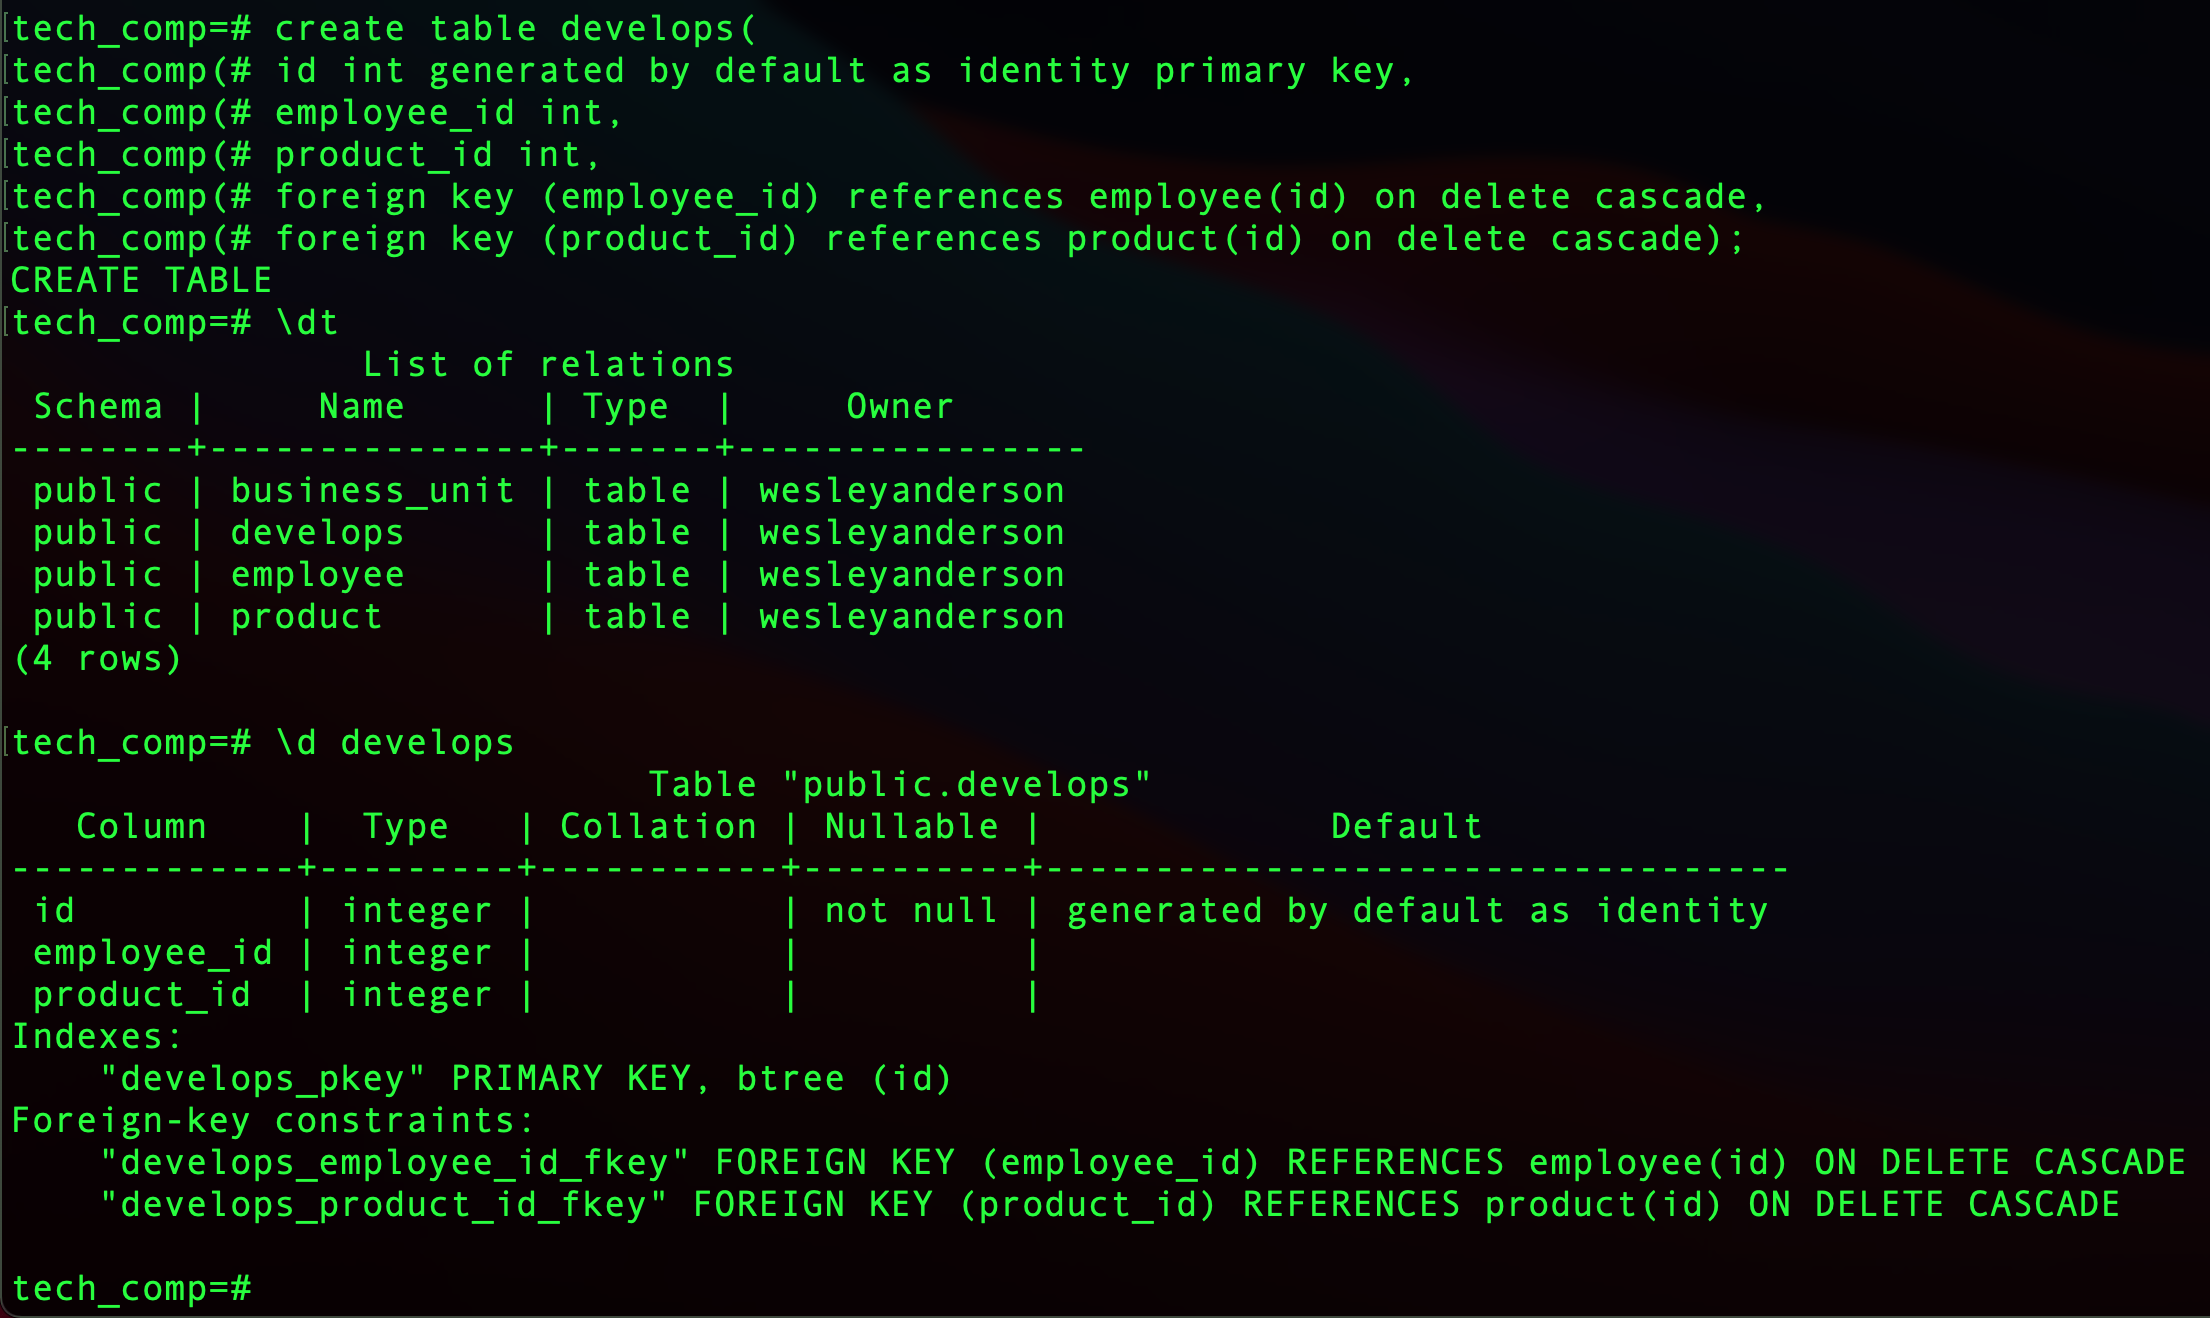 tech_comp=# create table develops(
tech_comp(# id int generated by default as identity primary key,
tech_comp(# employee_id int,
tech_comp(# product_id int,
tech_comp(# foreign key (employee_id) references employee(id) on delete cascade,
tech_comp(# foreign key (product_id) references product(id) on delete cascade);
CREATE TABLE
tech_comp=# \dt
                List of relations
 Schema |     Name      | Type  |     Owner
--------+---------------+-------+----------------
 public | business_unit | table | wesleyanderson
 public | develops      | table | wesleyanderson
 public | employee      | table | wesleyanderson
 public | product       | table | wesleyanderson
(4 rows)

tech_comp=# \d develops
                             Table "public.develops"
   Column    |  Type   | Collation | Nullable |             Default
-------------+---------+-----------+----------+----------------------------------
 id          | integer |           | not null | generated by default as identity
 employee_id | integer |           |          |
 product_id  | integer |           |          |
Indexes:
    "develops_pkey" PRIMARY KEY, btree (id)
Foreign-key constraints:
    "develops_employee_id_fkey" FOREIGN KEY (employee_id) REFERENCES employee(id) ON DELETE CASCADE
    "develops_product_id_fkey" FOREIGN KEY (product_id) REFERENCES product(id) ON DELETE CASCADE

tech_comp=#